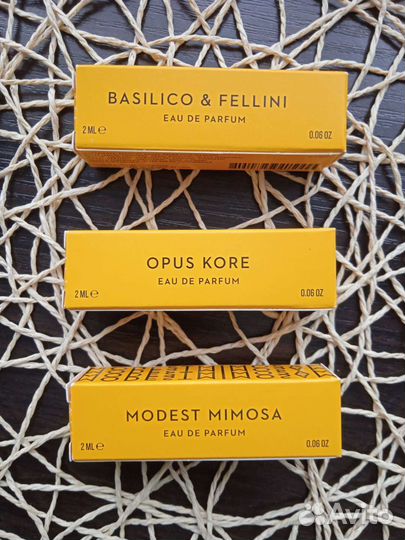 BASILICO & FELLINI
EAU DE PARFUM
2 ML ℮ 0.06 OZ
OPUS KORE
EAU DE PARFUM
2 ML ℮ 0.06 OZ
MODEST MIMOSA
EAU DE PARFUM
2 ML ℮ 0.06 OZ
Avito